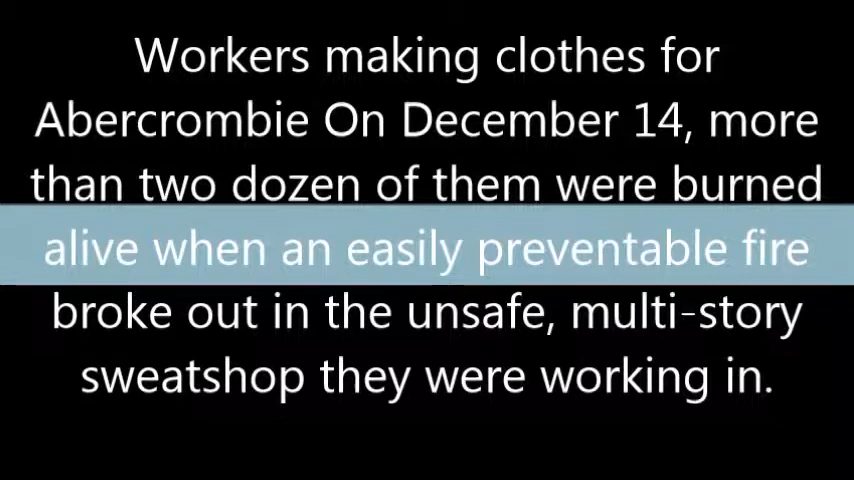 Workers making clothes for
Abercrombie On December 14, more
than two dozen of them were burned
alive when an easily preventable fire
broke out in the unsafe, multi-story
sweatshop they were working in.